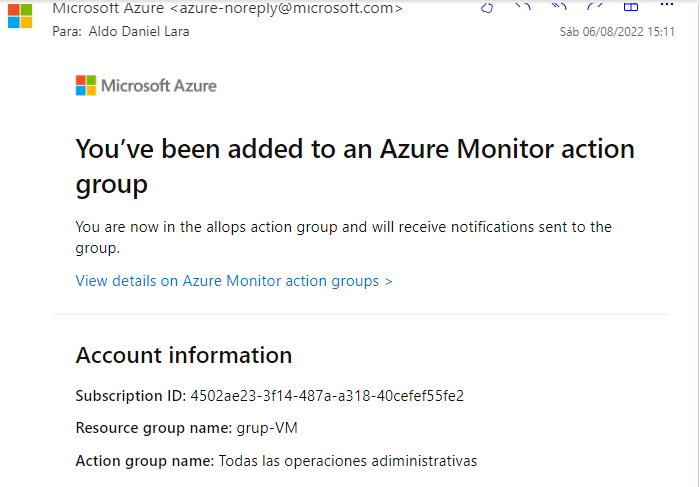 Microsoft Azure <azure-noreply@microsoft.com>
Para: Aldo Daniel Lara
Sáb 06/08/2022 15:11
Microsoft Azure
You've been added to an Azure Monitor action
group
You are now in the allops action group and will receive notifications sent to the
group.
View details on Azure Monitor action groups >
Account information
Subscription ID: 4502ae23-3f14-487a-a318-40cefef55fe2
Resource group name: grup-VM
Action group name: Todas las operaciones adiministrativas